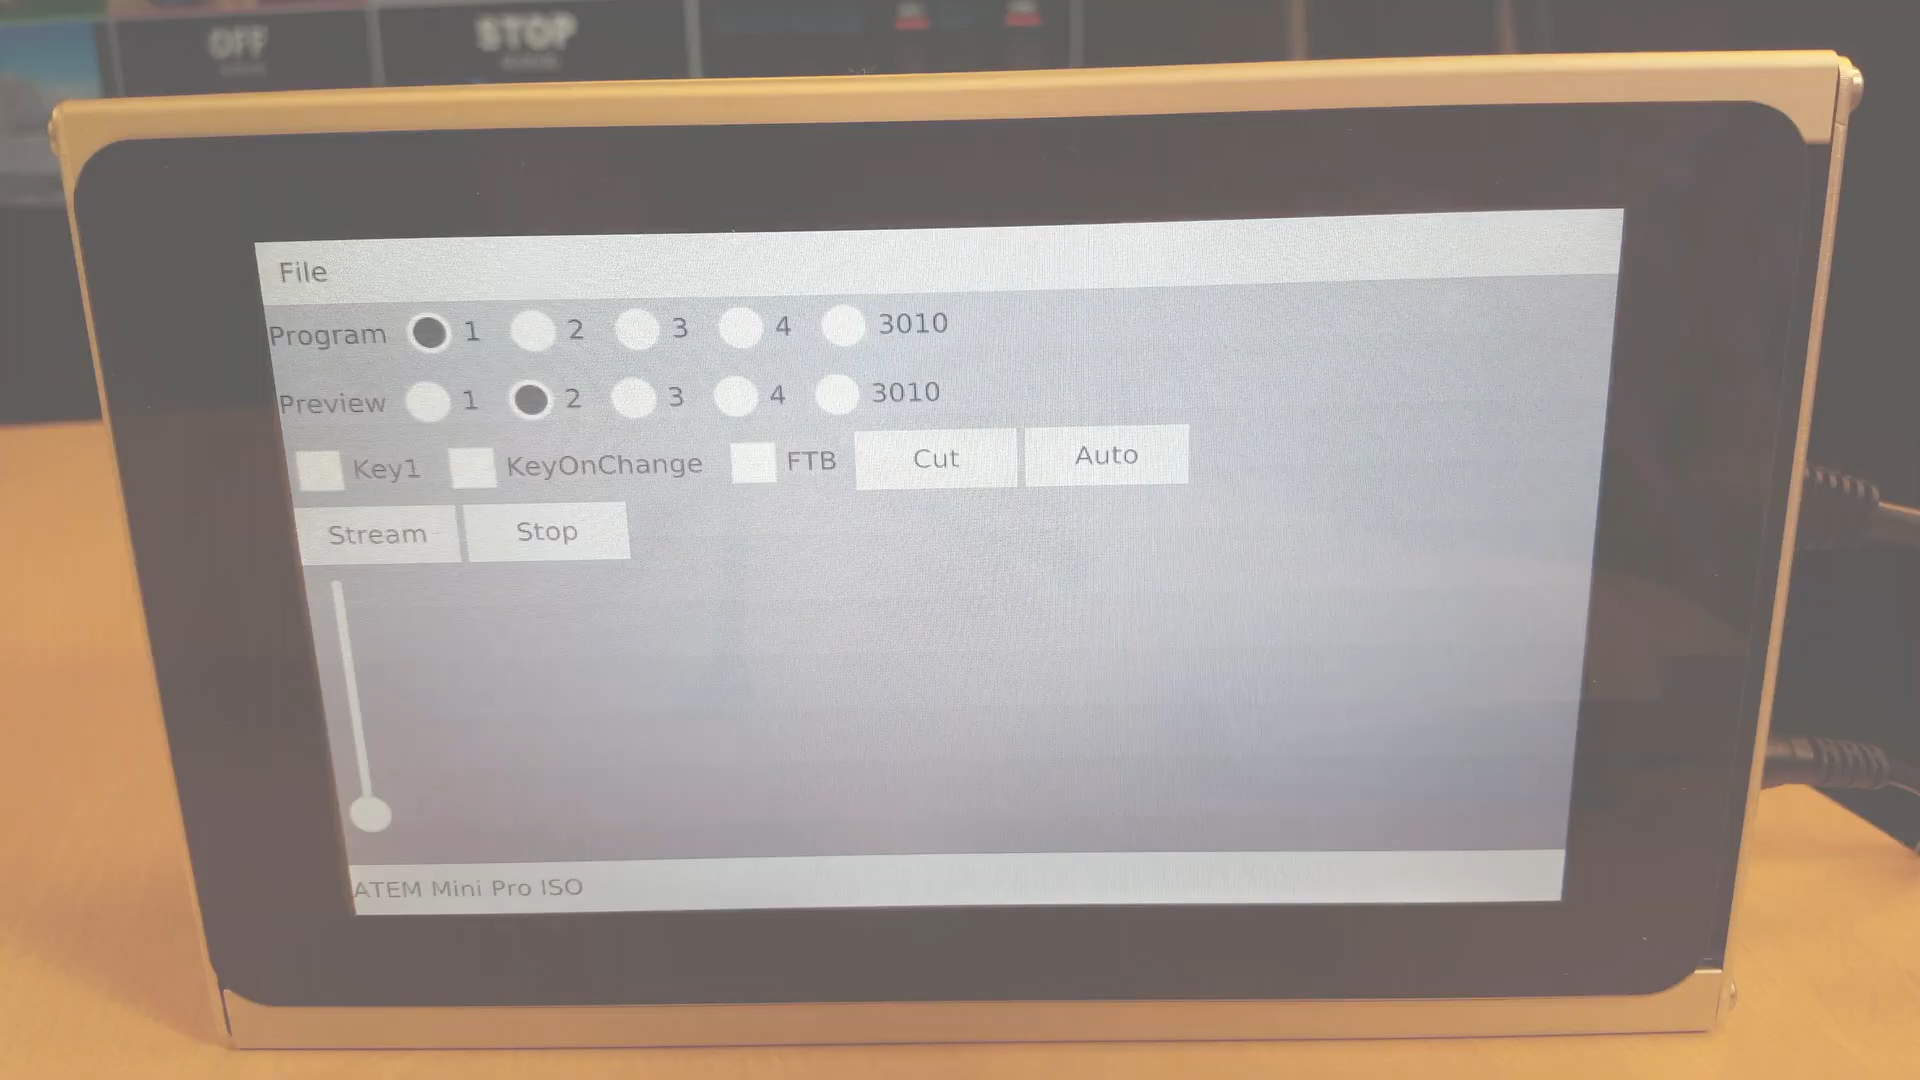 OFF
STOP
File
Program 1 2 3 4 3010
Preview 1 2 3 4 3010
Key1 KeyOnChange FTB Cut Auto
Stream Stop
ATEM Mini Pro ISO